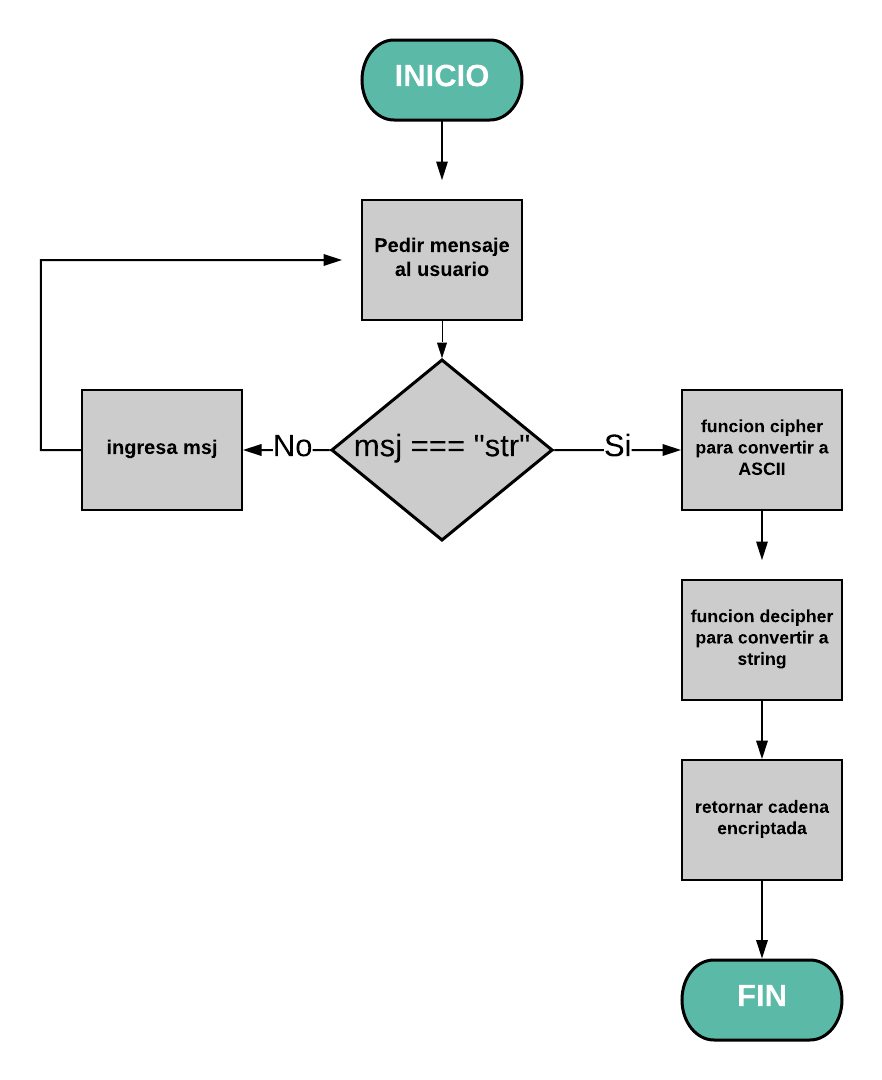 INICIO
Pedir mensaje
al usuario
msj === "str"
No
ingresa msj
Si
funcion cipher
para convertir a
ASCII
funcion decipher
para convertir a
string
retornar cadena
encriptada
FIN